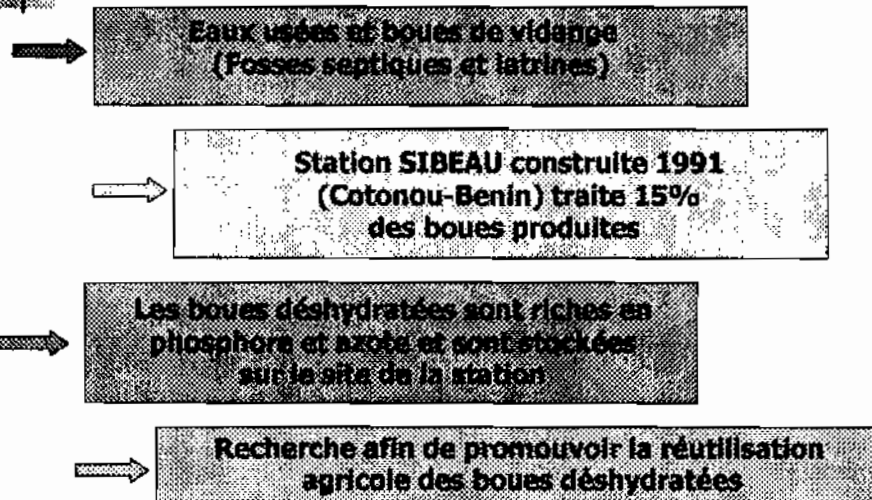 Eaux usées et boues de vidange
(Fosses septiques et latrines)
Station SIBEAU construite 1991
(Cotonou-Benin) traite 15%
des boues produites
Les boues déshydratées sont riches en
phosphore et azote et sont stockées
sur le site de la station
Recherche afin de promouvoir la réutilisation
agricole des boues déshydratées